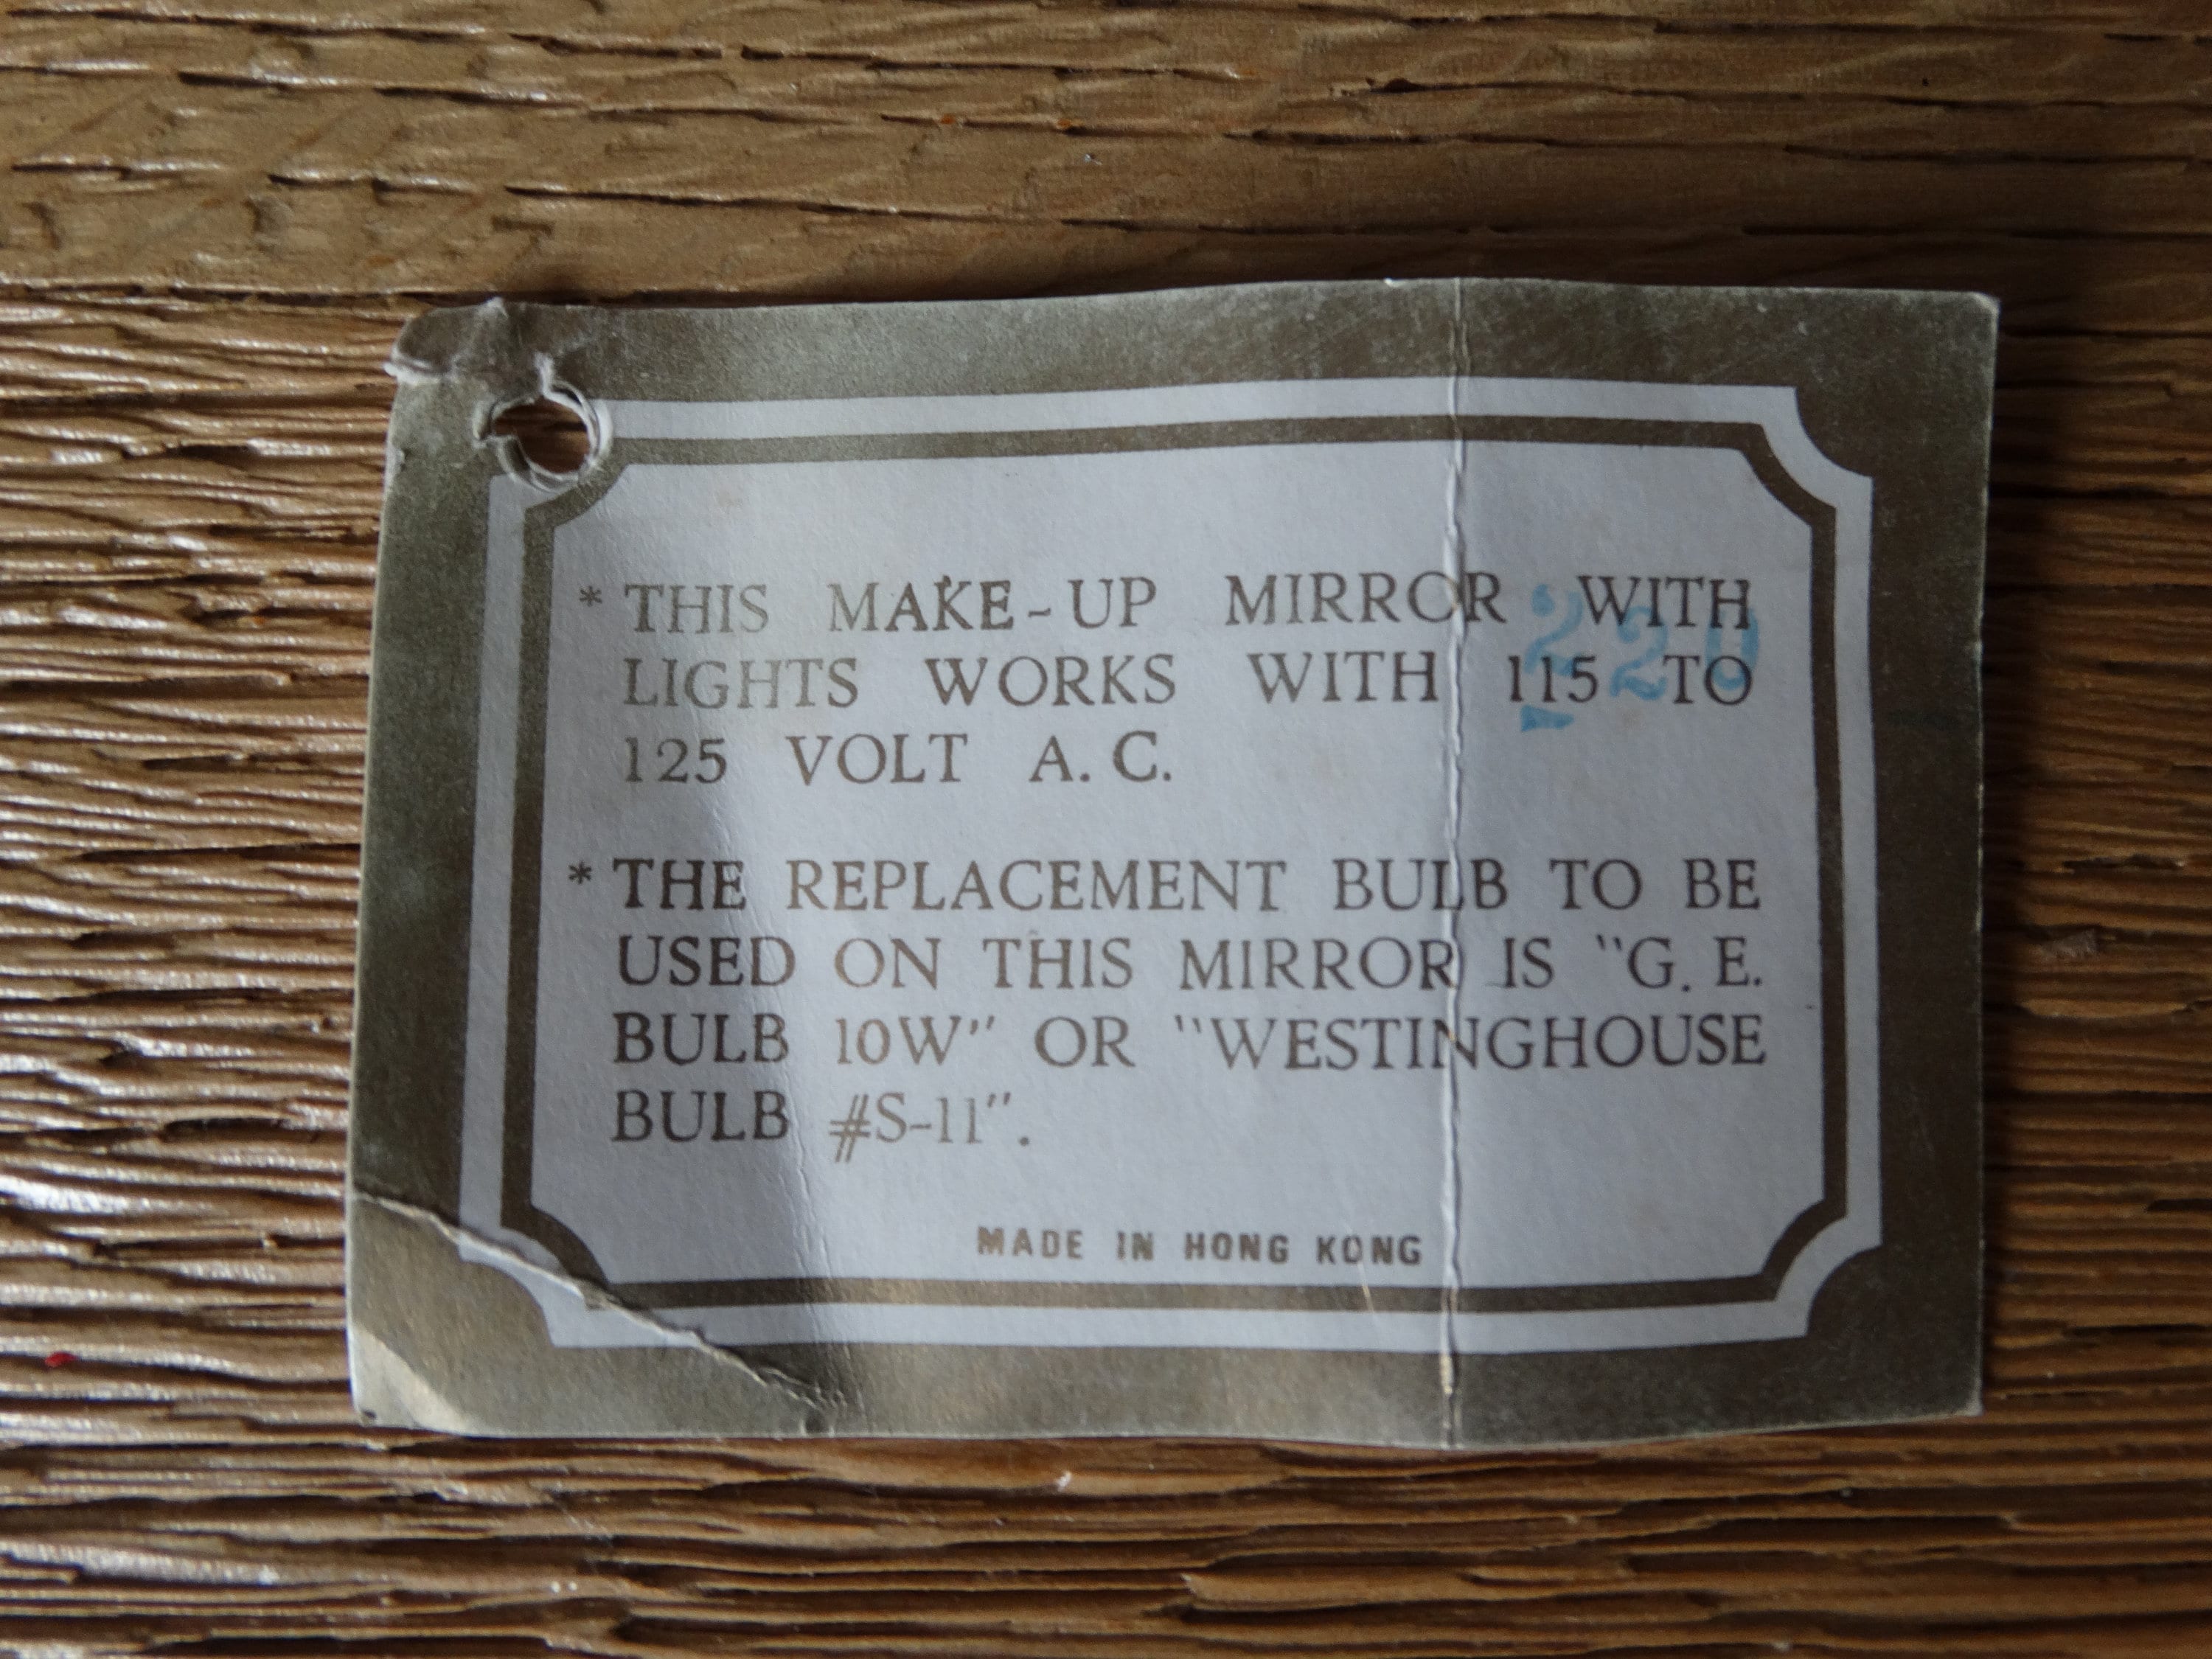 * THIS MAKE-UP MIRROR WITH
220
LIGHTS WORKS WITH 115 TO
125 VOLT A.C.
* THE REPLACEMENT BULB TO BE
USED ON THIS MIRROR IS "G.E.
BULB 10W" OR "WESTINGHOUSE
BULB #S-11".
MADE IN HONG KONG